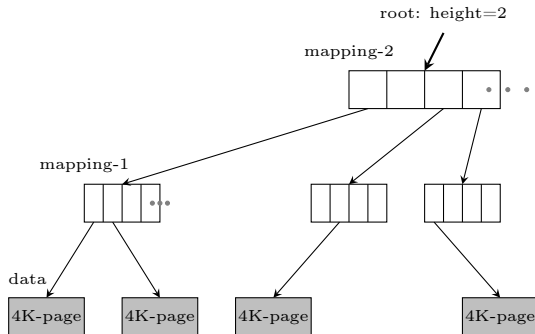 root: height=2
mapping-2
mapping-1
data
4K-page 4K-page 4K-page 4K-page